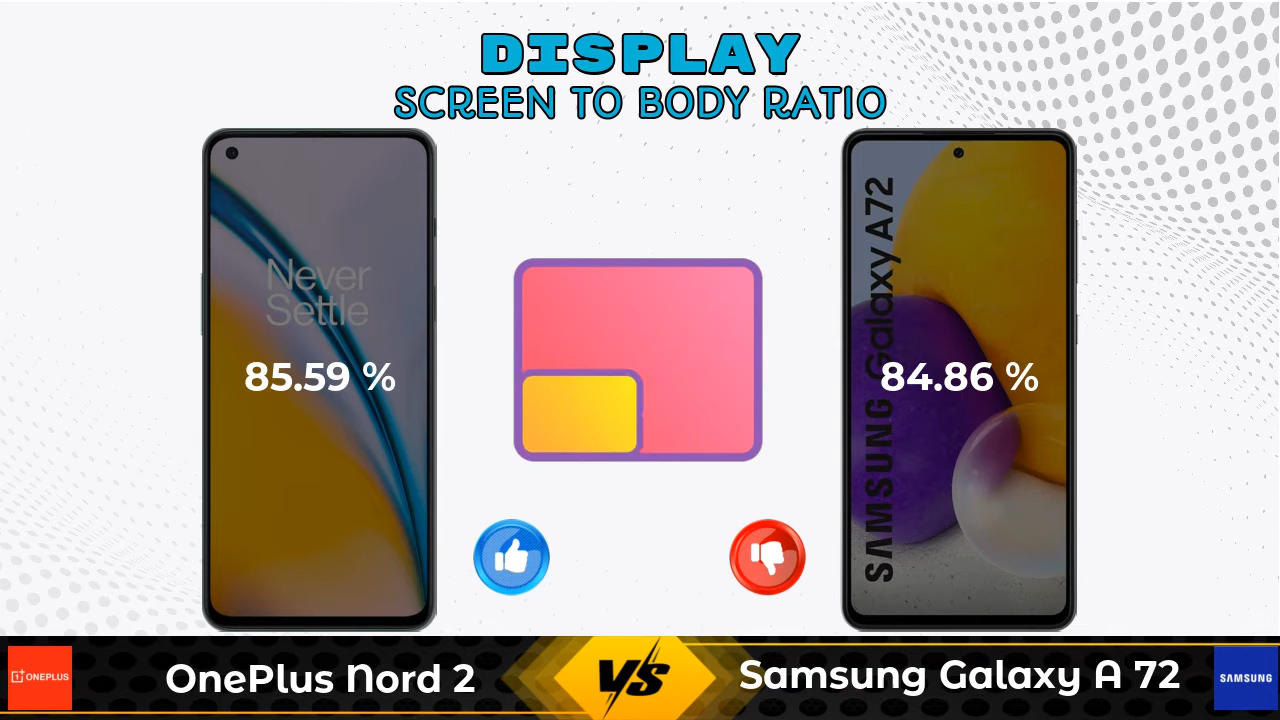 DISPLAY
SCREEN TO BODY RATIO
Never
Settle
85.59 %
SAMSUNG Galaxy A72
84.86 %
ONEPLUS
OnePlus Nord 2
VS
Samsung Galaxy A 72
SAMSUNG